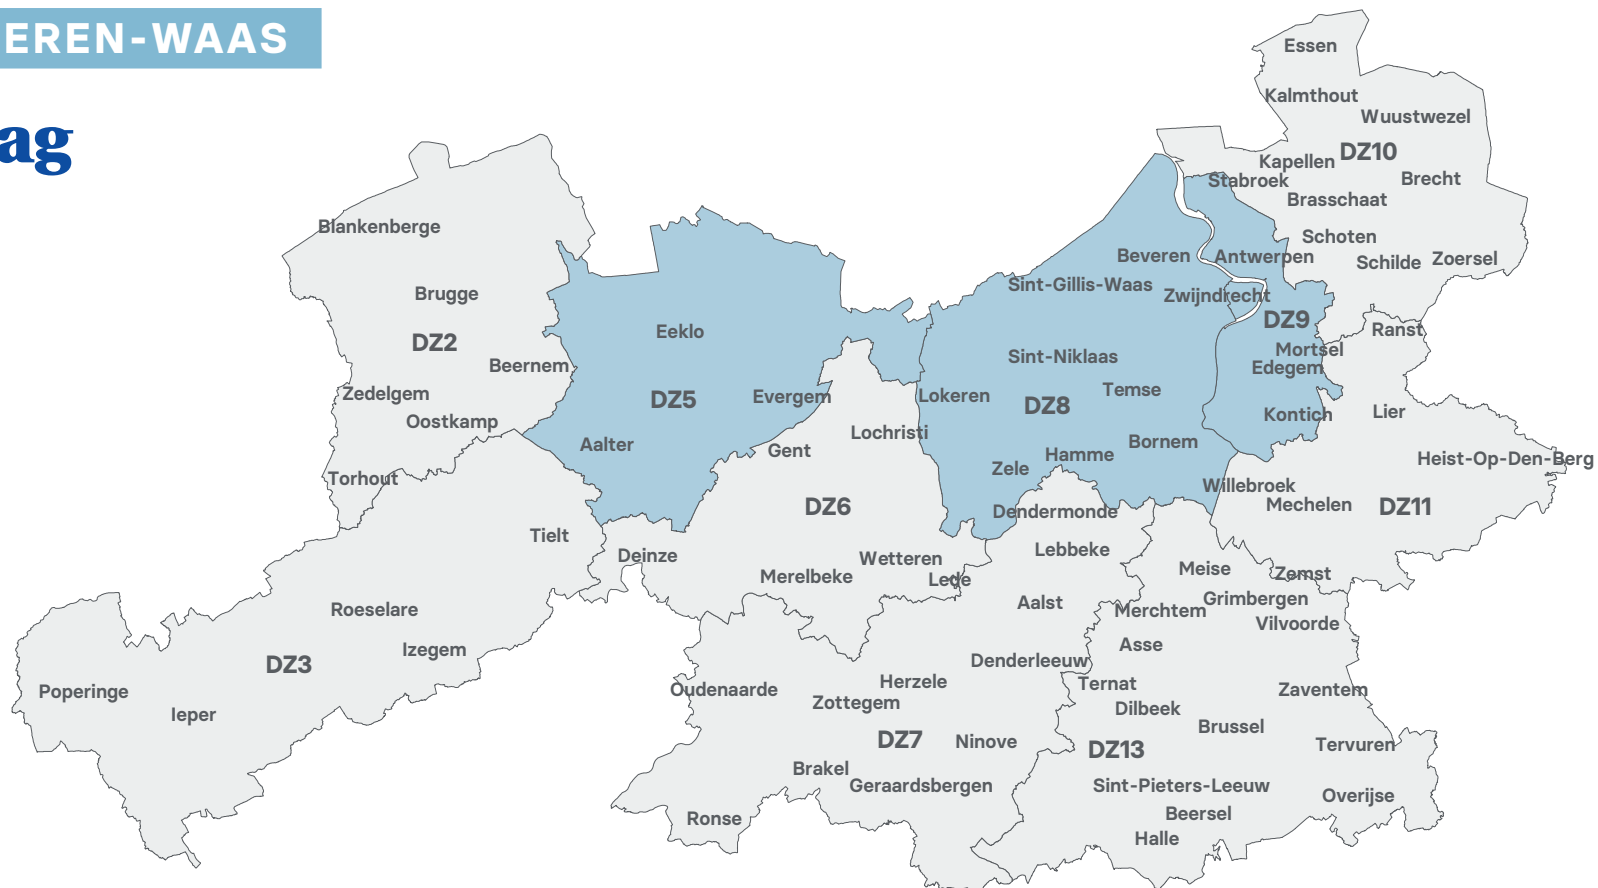 EREN-WAAS
ag
Essen
Kalmthout
Wuustwezel
DZ10
Kapellen
Stabroek
Brecht
Brasschaat
Schoten
Schilde
Zoersel
Blankenberge
Brugge
DZ2
Beernem
Zedelgem
Oostkamp
Torhout
Eeklo
DZ5
Evergem
Aalter
Beveren
Sint-Gillis-Waas
Zwijndrecht
Sint-Niklaas
Lokeren
DZ8
Temse
Bornem
Hamme
Zele
Antwerpen
DZ9
Mortsel
Edegem
Kontich
Ranst
Lier
Heist-Op-Den-Berg
Willebroek
Mechelen
DZ11
Zemst
Lochristi
Gent
DZ6
Deinze
Wetteren
Merelbeke
Lede
Tielt
Roeselare
Izegem
DZ3
Poperinge
Ieper
Dendermonde
Lebbeke
Aalst
Denderleeuw
Herzele
Oudenaarde
Zottegem
DZ7
Ninove
Brakel
Geraardsbergen
Ronse
Meise
Grimbergen
Merchtem
Vilvoorde
Asse
Ternat
Zaventem
Dilbeek
Brussel
DZ13
Tervuren
Sint-Pieters-Leeuw
Overijse
Beersel
Halle